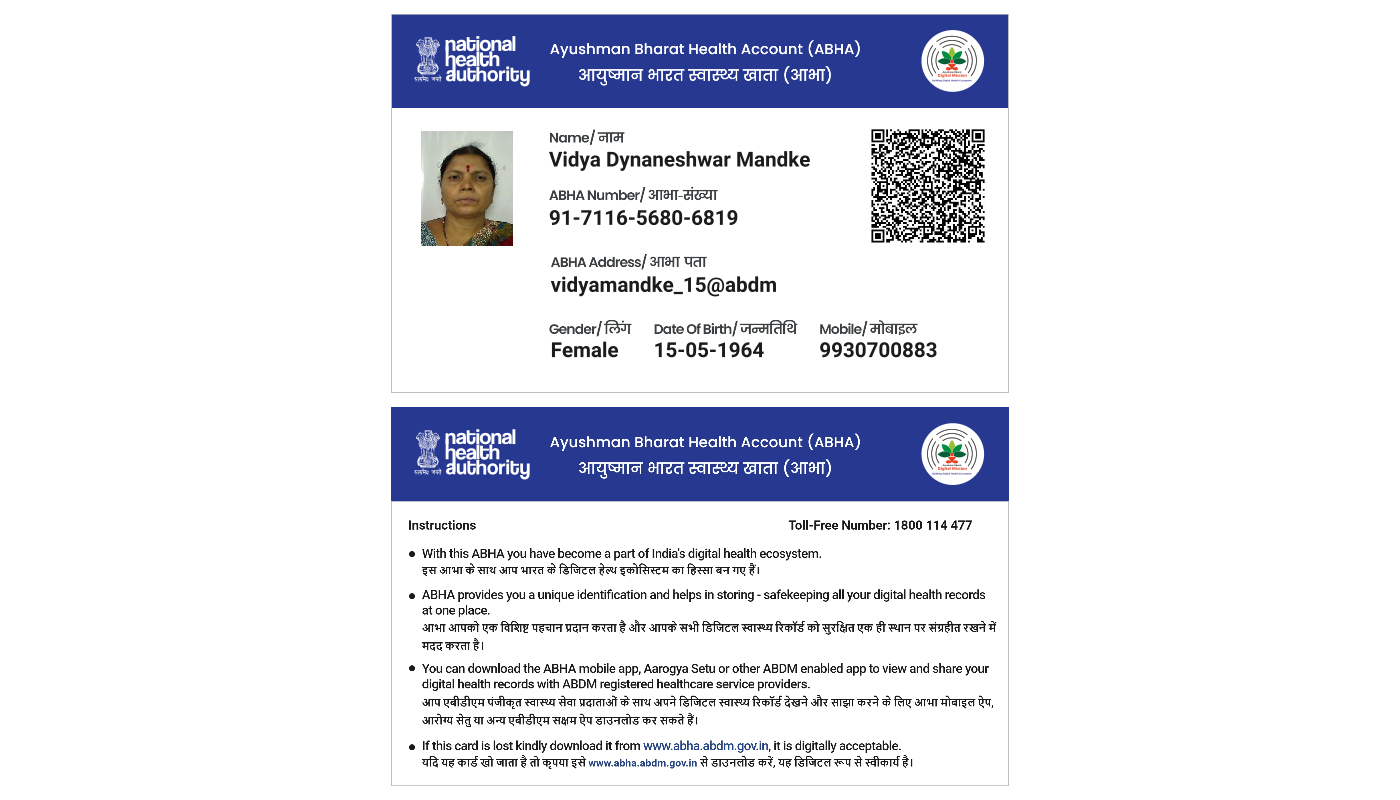 national
health
authority
सत्यमेव जयते
Ayushman Bharat Health Account (ABHA)
आयुष्मान भारत स्वास्थ्य खाता (आभा)
Digital Mission
Name/ नाम
Vidya Dynaneshwar Mandke
ABHA Number/ आभा-संख्या
91-7116-5680-6819
ABHA Address/ आभा पता
vidyamandke_15@abdm
Gender/ लिंग Date Of Birth/ जन्मतिथि Mobile/ मोबाइल
Female 15-05-1964 9930700883
national
health
authority
सत्यमेव जयते
Ayushman Bharat Health Account (ABHA)
आयुष्मान भारत स्वास्थ्य खाता (आभा)
Digital Mission
Instructions Toll-Free Number: 1800 114 477
● With this ABHA you have become a part of India's digital health ecosystem.
इस आभा के साथ आप भारत के डिजिटल हेल्थ इकोसिस्टम का हिस्सा बन गए हैं।
● ABHA provides you a unique identification and helps in storing - safekeeping all your digital health records
at one place.
आभा आपको एक विशिष्ट पहचान प्रदान करता है और आपके सभी डिजिटल स्वास्थ्य रिकॉर्ड को सुरक्षित एक ही स्थान पर संग्रहीत रखने में
मदद करता है।
● You can download the ABHA mobile app, Aarogya Setu or other ABDM enabled app to view and share your
digital health records with ABDM registered healthcare service providers.
आप एबीडीएम पंजीकृत स्वास्थ्य सेवा प्रदाताओं के साथ अपने डिजिटल स्वास्थ्य रिकॉर्ड देखने और साझा करने के लिए आभा मोबाइल ऐप,
आरोग्य सेतु या अन्य एबीडीएम सक्षम ऐप डाउनलोड कर सकते हैं।
● If this card is lost kindly download it from www.abha.abdm.gov.in, it is digitally acceptable.
यदि यह कार्ड खो जाता है तो कृपया इसे www.abha.abdm.gov.in से डाउनलोड करें, यह डिजिटल रूप से स्वीकार्य है।